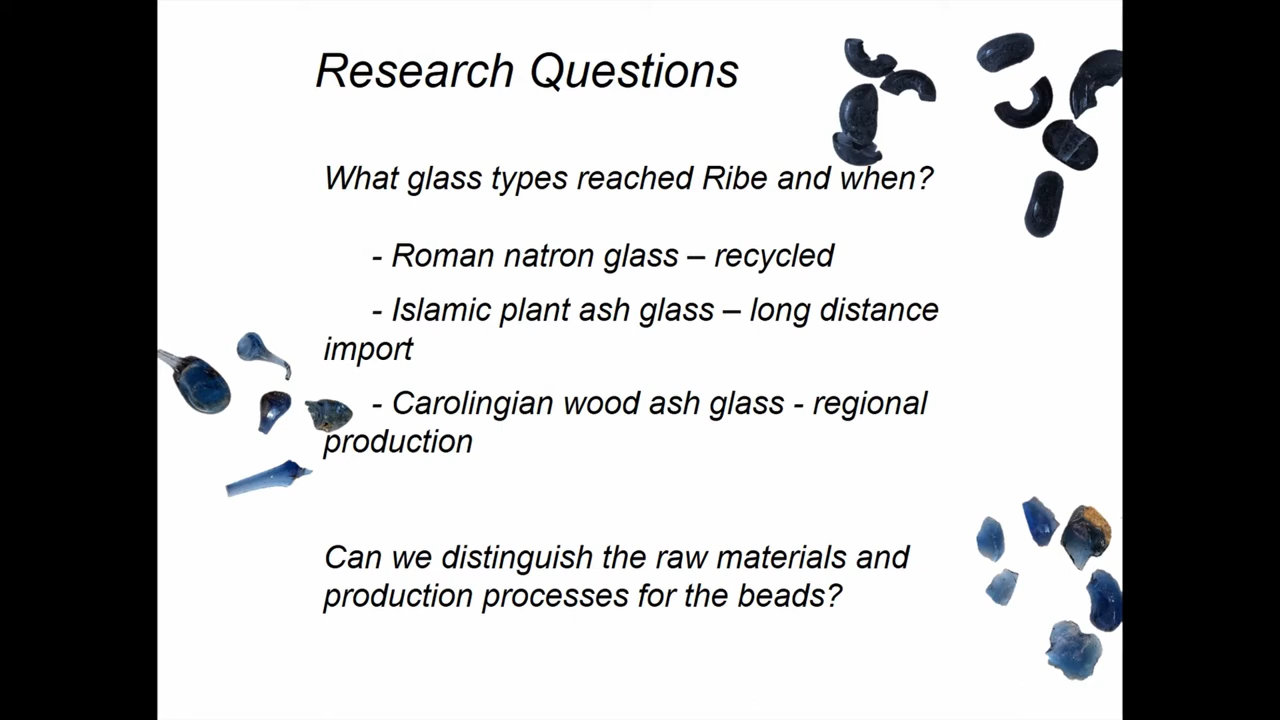 Research Questions
What glass types reached Ribe and when?
- Roman natron glass – recycled
- Islamic plant ash glass – long distance
import
- Carolingian wood ash glass - regional
production
Can we distinguish the raw materials and
production processes for the beads?